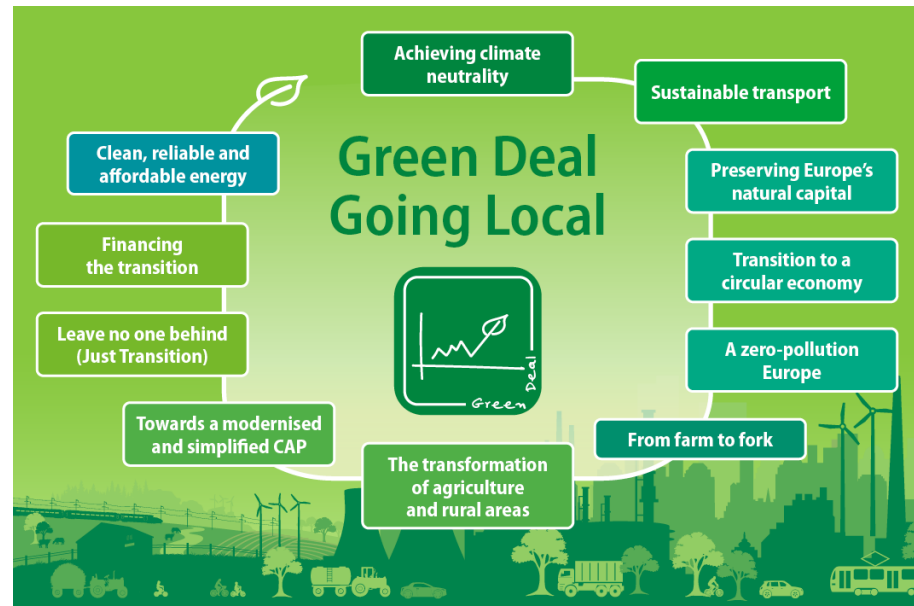 Achieving climate
neutrality
Sustainable transport
Clean, reliable and
affordable energy
Green Deal
Going Local
Preserving Europe's
natural capital
Financing
the transition
Transition to a
circular economy
Leave no one behind
(Just Transition)
A zero-pollution
Europe
Green Deal
Towards a modernised
and simplified CAP
From farm to fork
The transformation
of agriculture
and rural areas